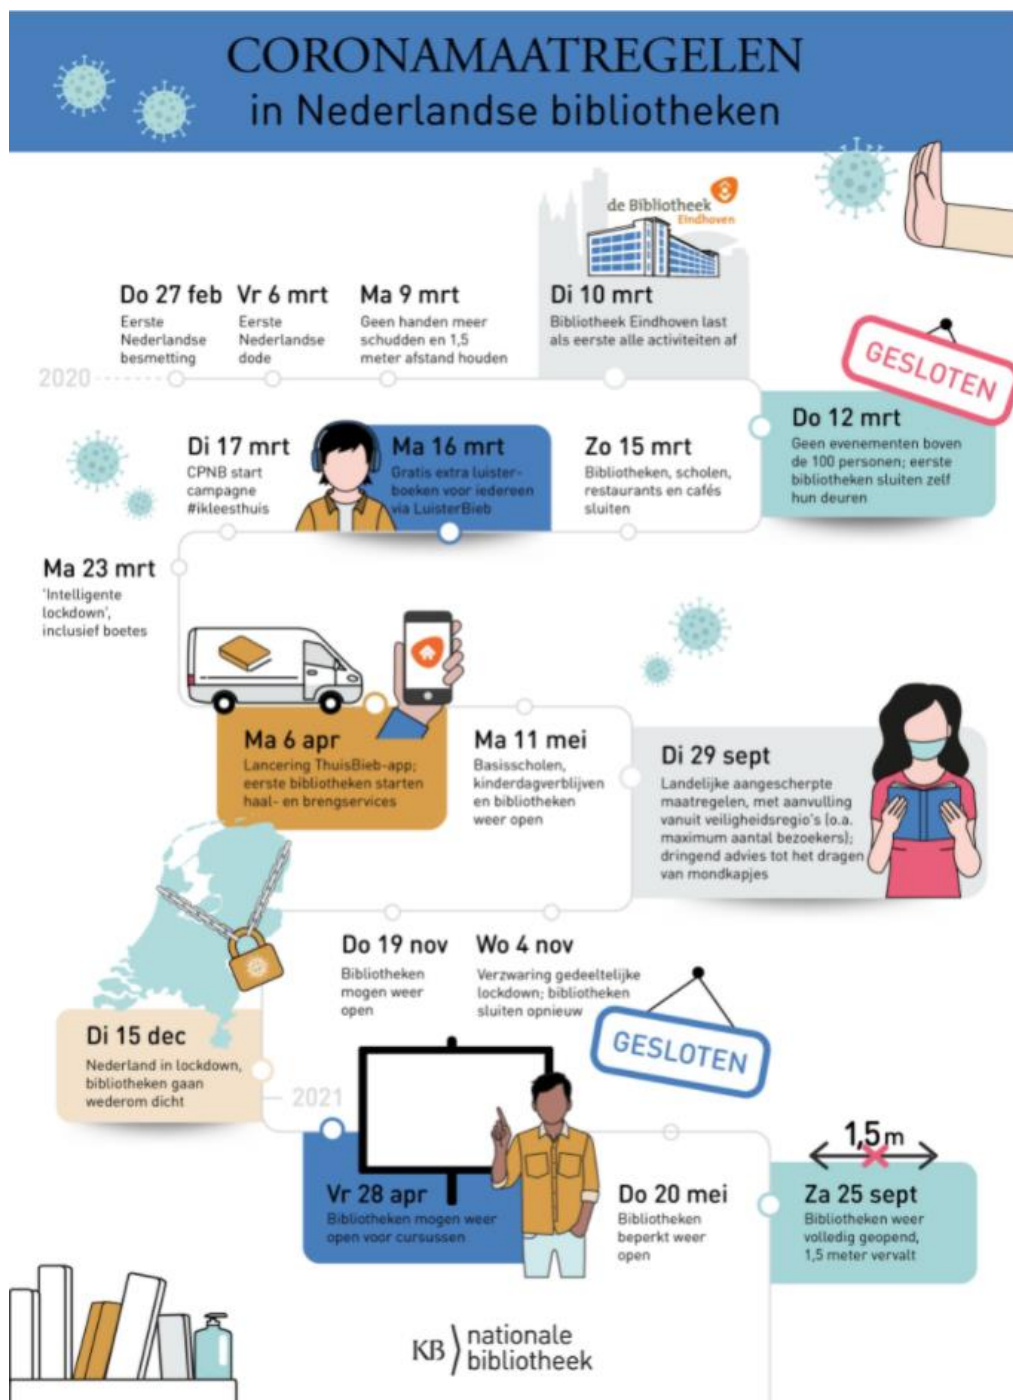 CORONAMAATREGELEN
in Nederlandse bibliotheken
de Bibliotheek
Eindhoven
Do 27 feb
Eerste
Nederlandse
besmetting
Vr 6 mrt
Eerste
Nederlandse
dode
Ma 9 mrt
Geen handen meer
schudden en 1,5
meter afstand houden
Di 10 mrt
Bibliotheek Eindhoven last
als eerste alle activiteiten af
2020
GESLOTEN
Do 12 mrt
Geen evenementen boven
de 100 personen; eerste
bibliotheken sluiten zelf
hun deuren
Zo 15 mrt
Bibliotheken, scholen,
restaurants en cafés
sluiten
Ma 16 mrt
Gratis extra luister-
boeken voor iedereen
via LuisterBieb
Di 17 mrt
CPNB start
campagne
#ikleesthuis
Ma 23 mrt
'Intelligente
lockdown',
inclusief boetes
Ma 6 apr
Lancering ThuisBieb-app;
eerste bibliotheken starten
haal- en brengservices
Ma 11 mei
Basisscholen,
kinderdagverblijven
en bibliotheken
weer open
Di 29 sept
Landelijke aangescherpte
maatregelen, met aanvulling
vanuit veiligheidsregio's (o.a.
maximum aantal bezoekers);
dringend advies tot het dragen
van mondkapjes
Wo 4 nov
Verzwaring gedeeltelijke
lockdown; bibliotheken
sluiten opnieuw
GESLOTEN
Do 19 nov
Bibliotheken
mogen weer
open
Di 15 dec
Nederland in lockdown,
bibliotheken gaan
wederom dicht
2021
Vr 28 apr
Bibliotheken mogen weer
open voor cursussen
Do 20 mei
Bibliotheken
beperkt weer
open
1,5 m
Za 25 sept
Bibliotheken weer
volledig geopend,
1,5 meter vervalt
KB nationale
bibliotheek